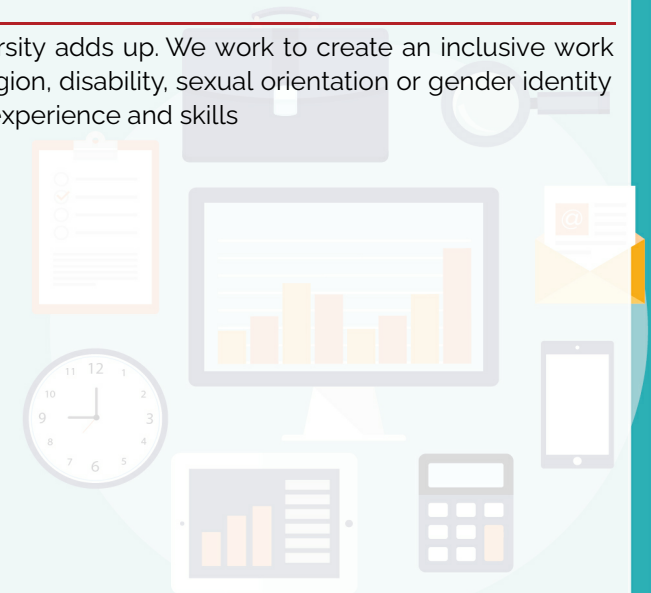 rsity adds up. We work to create an inclusive work
gion, disability, sexual orientation or gender identity
experience and skills
@
11 12 1
10 2
9 3
8 4
7 6 5